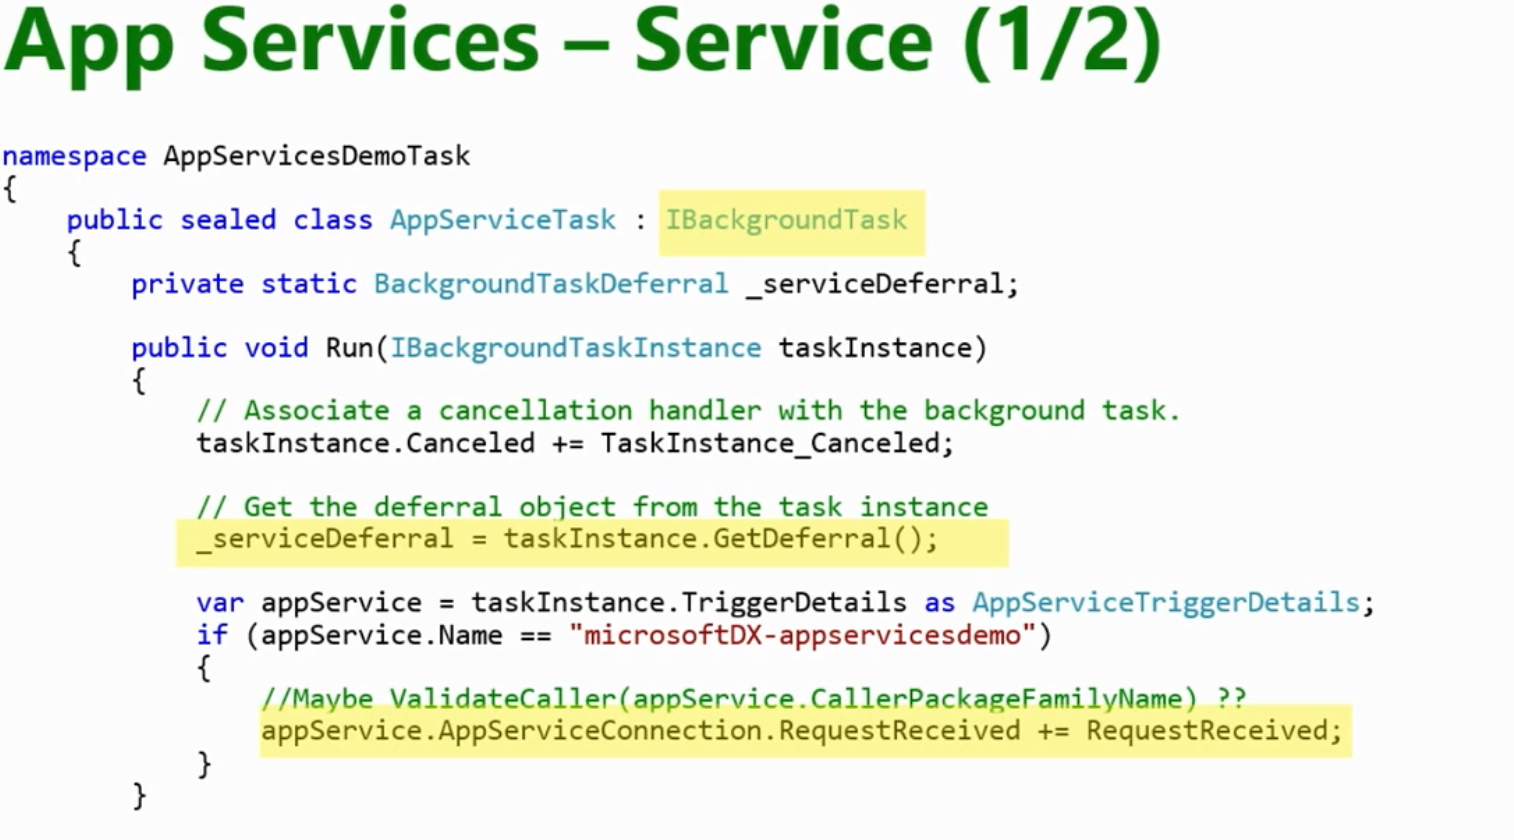 App Services – Service (1/2)
namespace AppServicesDemoTask
{
    public sealed class AppServiceTask : IBackgroundTask
    {
        private static BackgroundTaskDeferral _serviceDeferral;
        public void Run(IBackgroundTaskInstance taskInstance)
        {
            // Associate a cancellation handler with the background task.
            taskInstance.Canceled += TaskInstance_Canceled;
            // Get the deferral object from the task instance
            _serviceDeferral = taskInstance.GetDeferral();
            var appService = taskInstance.TriggerDetails as AppServiceTriggerDetails;
            if (appService.Name == "microsoftDX-appservicesdemo")
            {
                //Maybe ValidateCaller(appService.CallerPackageFamilyName) ??
                appService.AppServiceConnection.RequestReceived += RequestReceived;
            }
        }